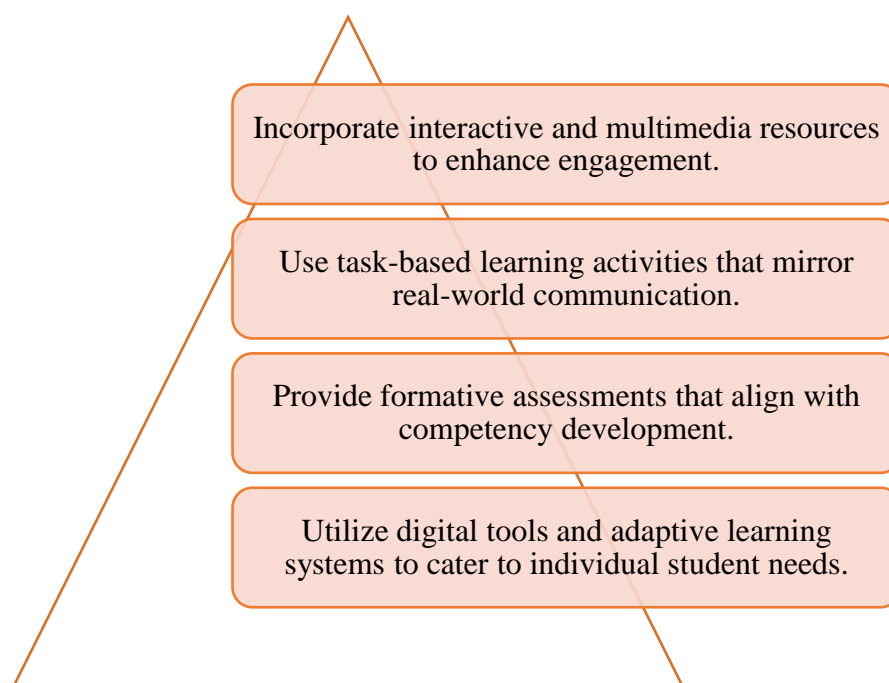 Incorporate interactive and multimedia resources
to enhance engagement.
Use task-based learning activities that mirror
real-world communication.
Provide formative assessments that align with
competency development.
Utilize digital tools and adaptive learning
systems to cater to individual student needs.